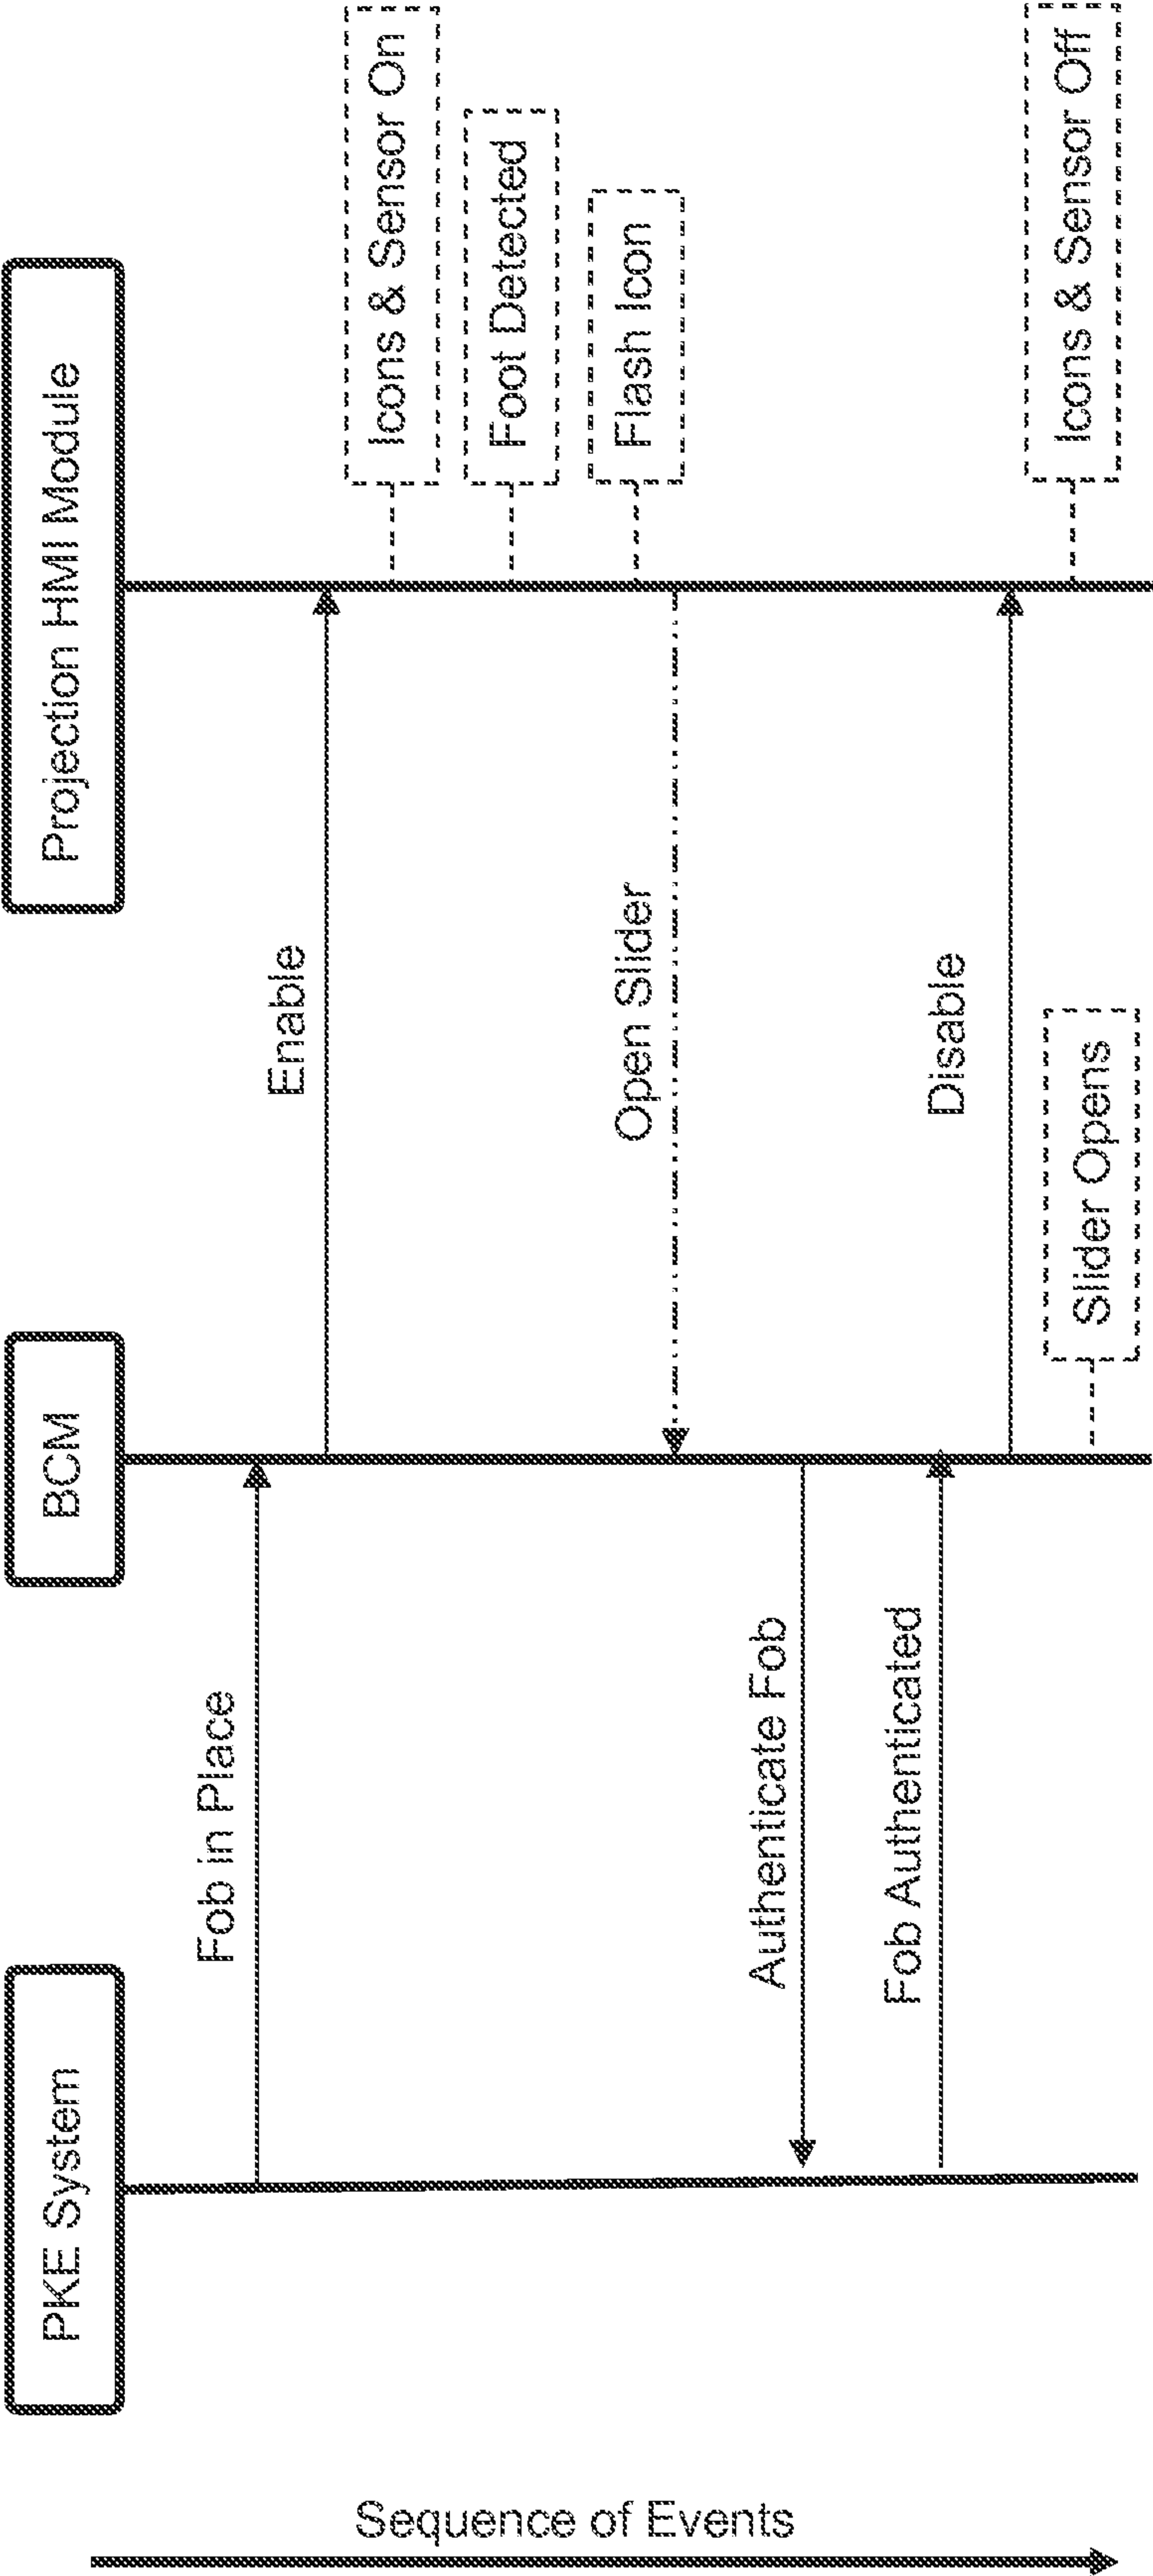 PKE System
BCM
Projection HMI Module
Fob in Place
Enable
Icons & Sensor On
Foot Detected
Flash Icon
Open Slider
Authenticate Fob
Fob Authenticated
Disable
Icons & Sensor Off
Slider Opens
Sequence of Events